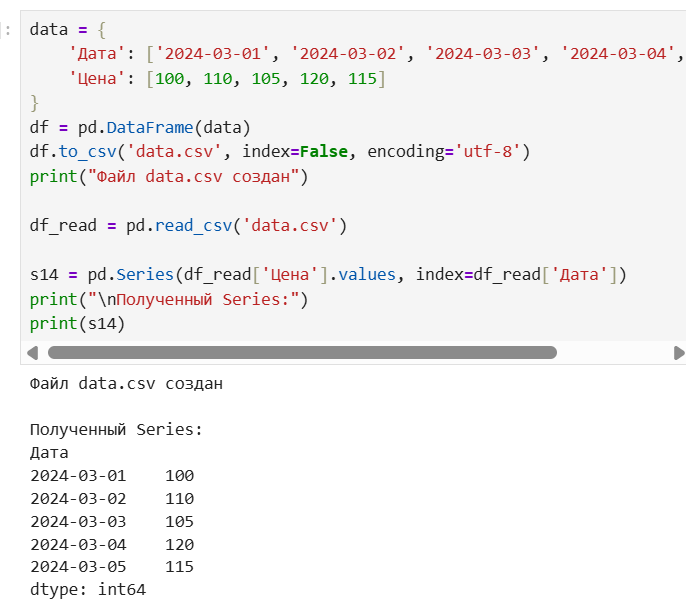 ]:
data = {
    'Дата': ['2024-03-01', '2024-03-02', '2024-03-03', '2024-03-04',
    'Цена': [100, 110, 105, 120, 115]
}
df = pd.DataFrame(data)
df.to_csv('data.csv', index=False, encoding='utf-8')
print("Файл data.csv создан")
df_read = pd.read_csv('data.csv')
s14 = pd.Series(df_read['Цена'].values, index=df_read['Дата'])
print("\nПолученный Series:")
print(s14)
Файл data.csv создан
Полученный Series:
Дата
2024-03-01    100
2024-03-02    110
2024-03-03    105
2024-03-04    120
2024-03-05    115
dtype: int64